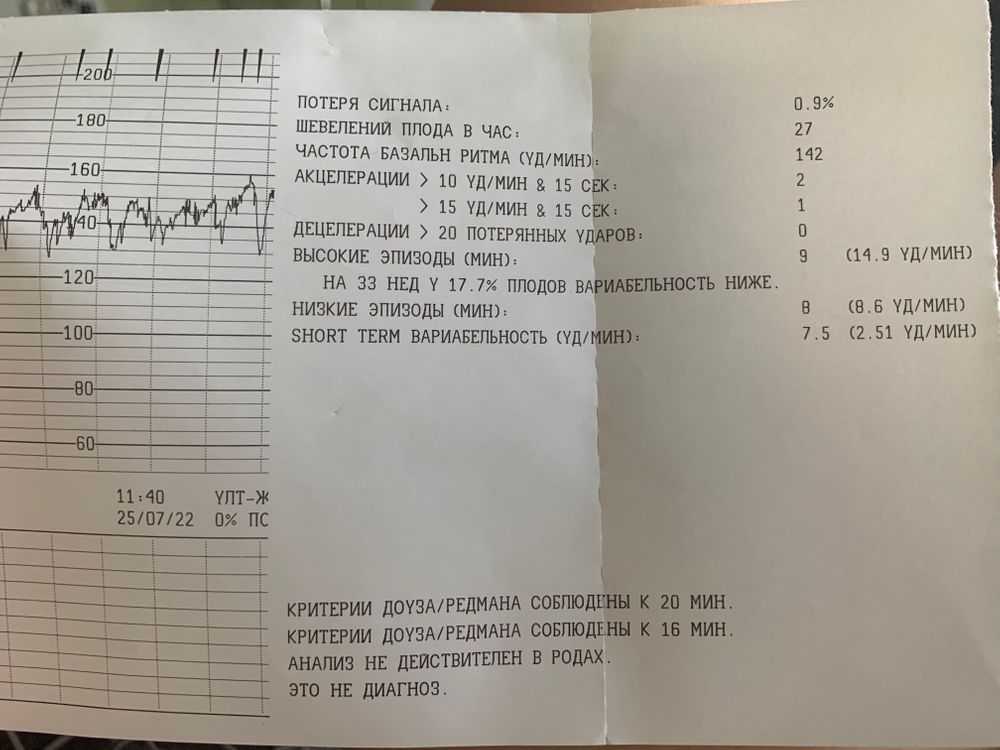 200
180
160
140
120
100
80
60
11:40 УЛТ-Ж
25/07/22 0% ПС
ПОТЕРЯ СИГНАЛА: 0.9%
ШЕВЕЛЕНИЙ ПЛОДА В ЧАС: 27
ЧАСТОТА БАЗАЛЬН РИТМА (УД/МИН): 142
АКЦЕЛЕРАЦИИ > 10 УД/МИН & 15 СЕК: 2
> 15 УД/МИН & 15 СЕК: 1
ДЕЦЕЛЕРАЦИИ > 20 ПОТЕРЯННЫХ УДАРОВ: 0
ВЫСОКИЕ ЭПИЗОДЫ (МИН): 9 (14.9 УД/МИН)
НА 33 НЕД У 17.7% ПЛОДОВ ВАРИАБЕЛЬНОСТЬ НИЖЕ.
НИЗКИЕ ЭПИЗОДЫ (МИН): 8 (8.6 УД/МИН)
SHORT TERM ВАРИАБЕЛЬНОСТЬ (УД/МИН): 7.5 (2.51 УД/МИН)
КРИТЕРИИ ДОУЗА/РЕДМАНА СОБЛЮДЕНЫ К 20 МИН.
КРИТЕРИИ ДОУЗА/РЕДМАНА СОБЛЮДЕНЫ К 16 МИН.
АНАЛИЗ НЕ ДЕЙСТВИТЕЛЕН В РОДАХ.
ЭТО НЕ ДИАГНОЗ.